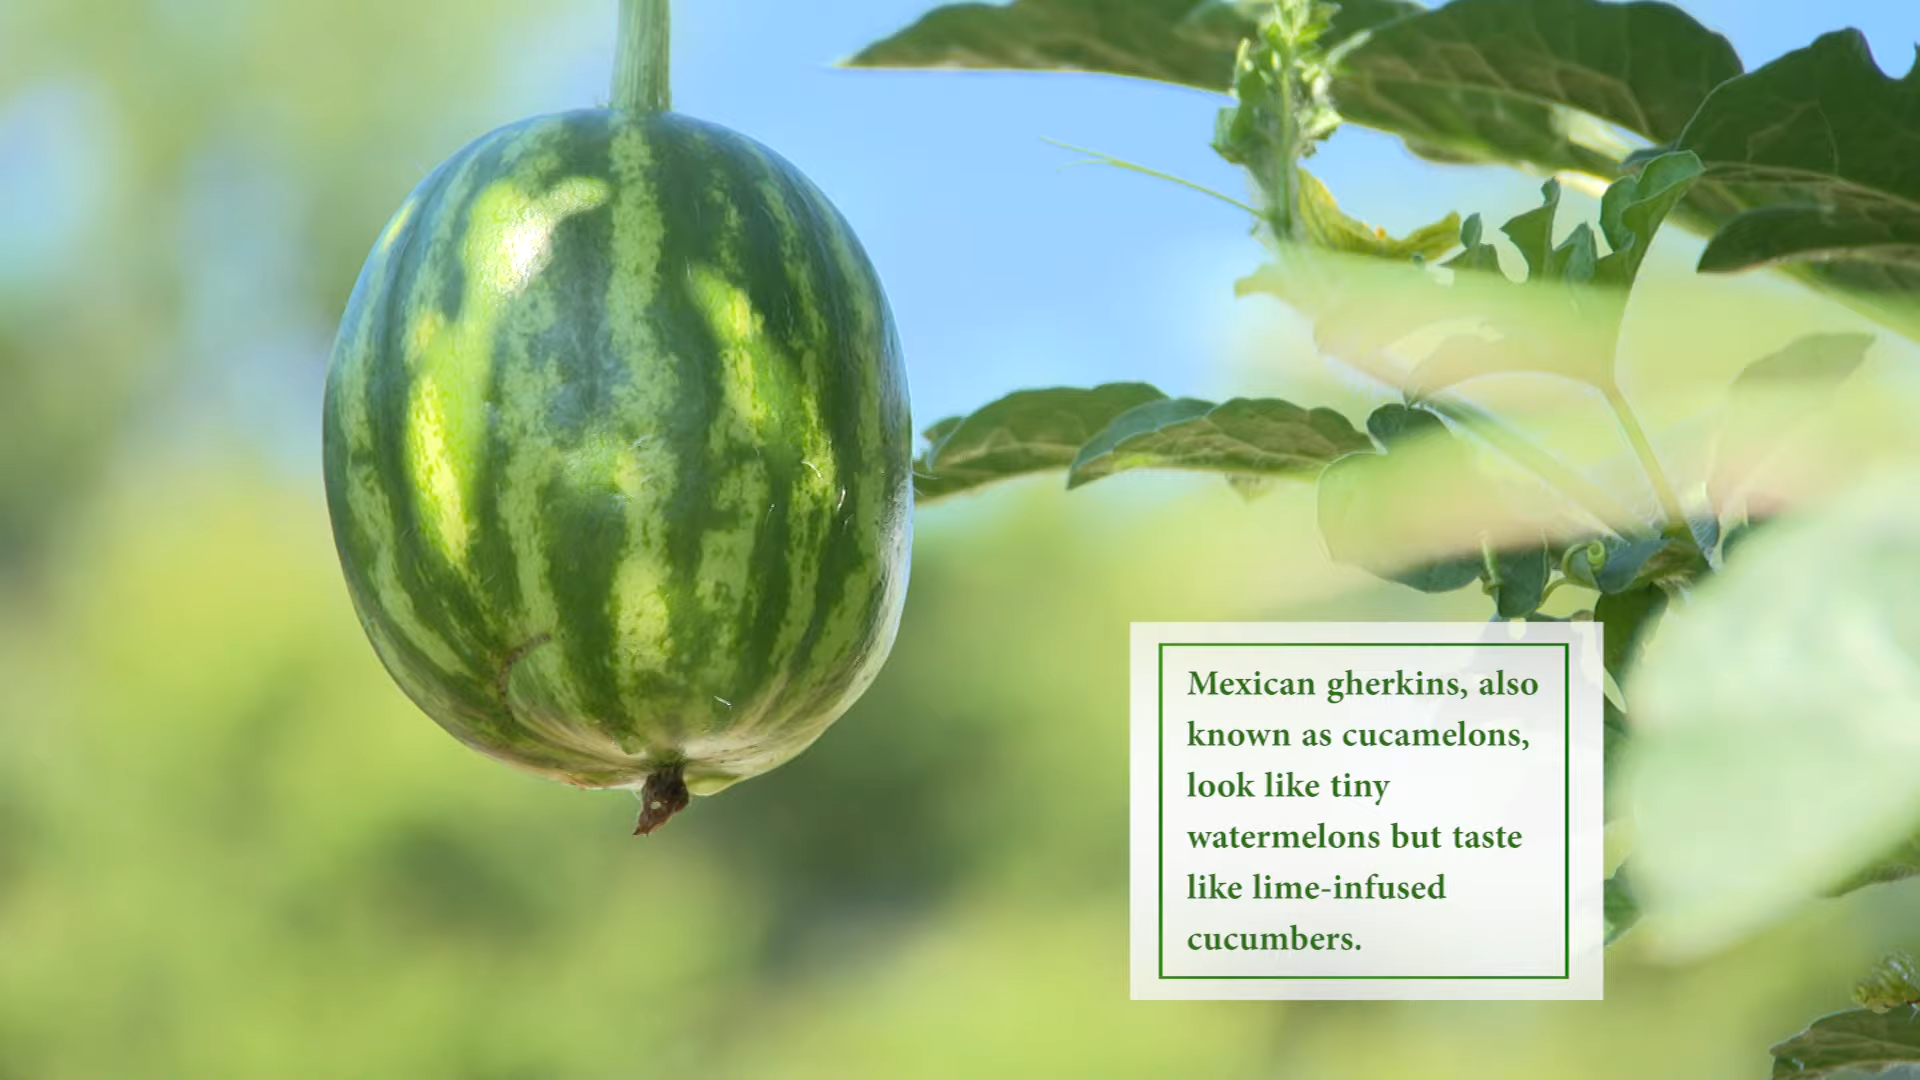 Mexican gherkins, also
known as cucamelons,
look like tiny
watermelons but taste
like lime-infused
cucumbers.